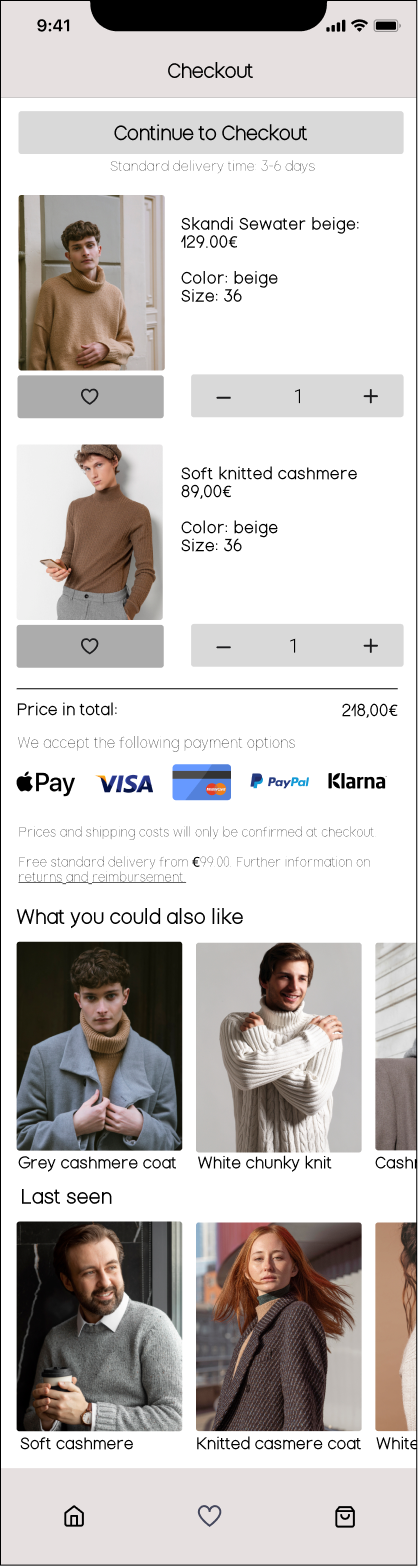 9:41
Checkout
Continue to Checkout
Standard delivery time: 3-6 days
Skandi Sewater beige:
129.00€
Color: beige
Size: 36
1
Soft knitted cashmere
89,00€
Color: beige
Size: 36
1
Price in total: 218,00€
We accept the following payment options
Pay VISA MasterCard PayPal Klarna
Prices and shipping costs will only be confirmed at checkout.
Free standard delivery from €99.00. Further information on
returns and reimbursement.
What you could also like
Grey cashmere coat White chunky knit Cashm
Last seen
Soft cashmere Knitted casmere coat White